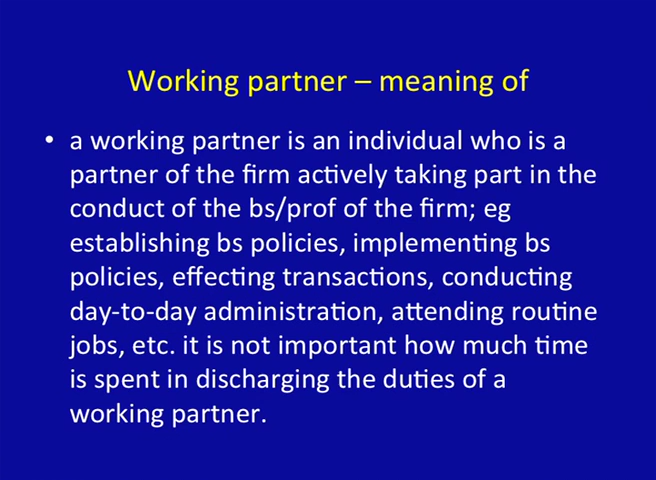 Working partner – meaning of
• a working partner is an individual who is a
partner of the firm actively taking part in the
conduct of the bs/prof of the firm; eg
establishing bs policies, implementing bs
policies, effecting transactions, conducting
day-to-day administration, attending routine
jobs, etc. it is not important how much time
is spent in discharging the duties of a
working partner.